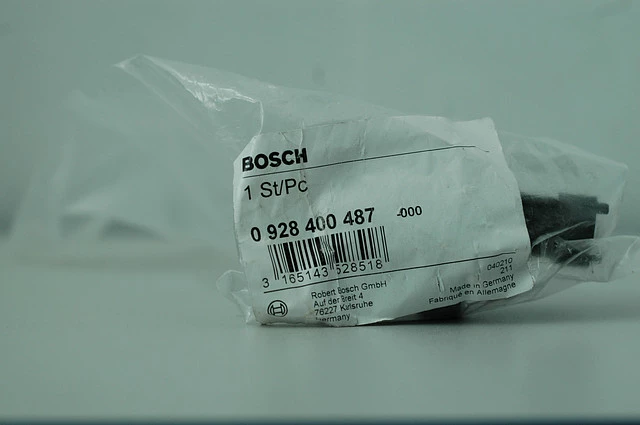 BOSCH
1 St/Pc
0 928 400 487 -000
3 165143 528518
Robert Bosch GmbH
Auf der Breit 4
76227 Karlsruhe
Germany
040210
211
Made in Germany
Fabriqué en Allemagne